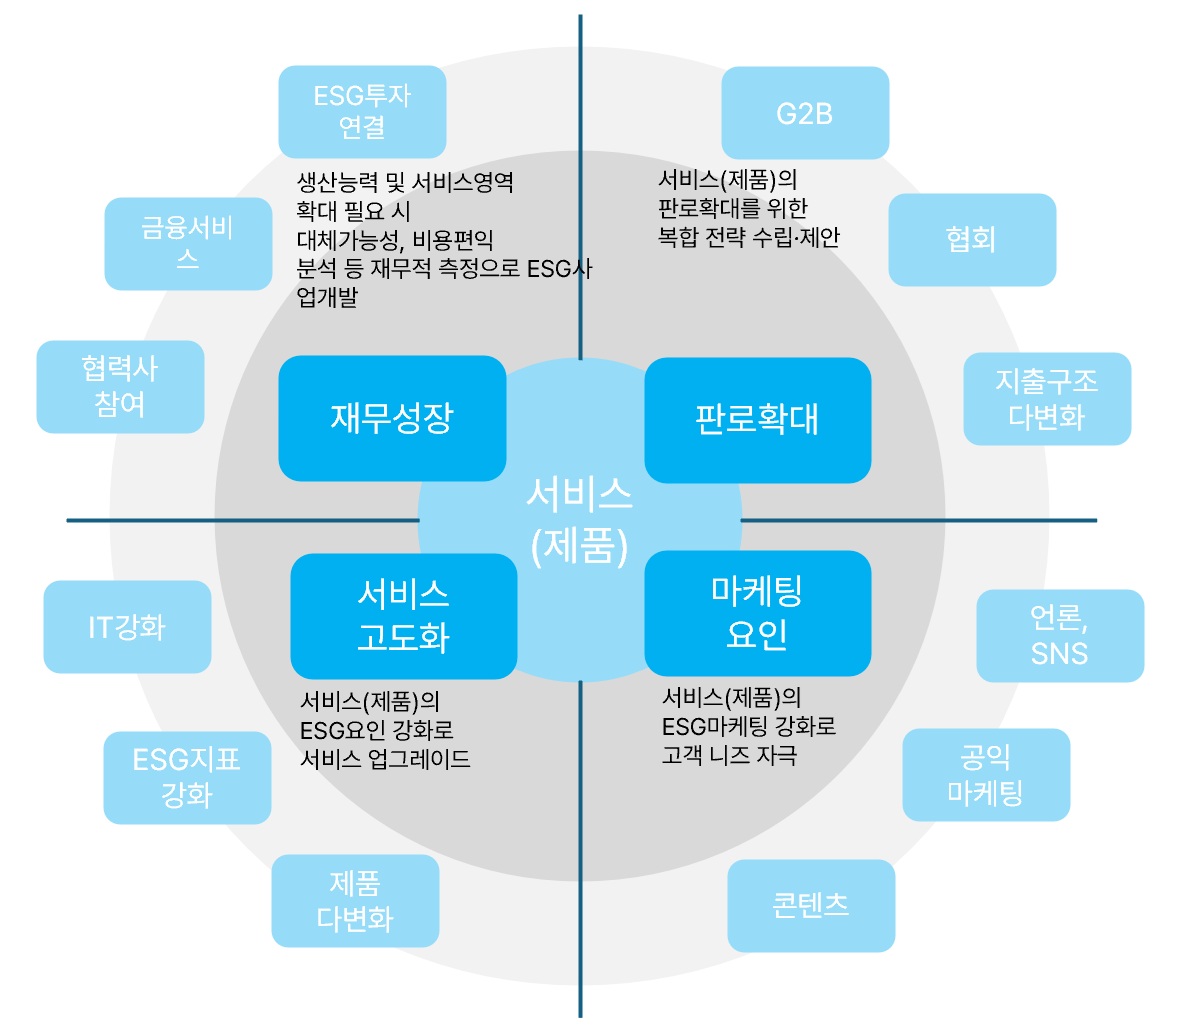 ESG투자
연결
금융서비
스
협력사
참여
생산능력 및 서비스영역
확대 필요 시
대체가능성, 비용편익
분석 등 재무적 측정으로 ESG사
업개발
재무성장
G2B
협회
지출구조
다변화
서비스(제품)의
판로확대를 위한
복합 전략 수립·제안
판로확대
서비스
(제품)
서비스
고도화
서비스(제품)의
ESG요인 강화로
서비스 업그레이드
IT강화
ESG지표
강화
제품
다변화
마케팅
요인
서비스(제품)의
ESG마케팅 강화로
고객 니즈 자극
언론,
SNS
공익
마케팅
콘텐츠